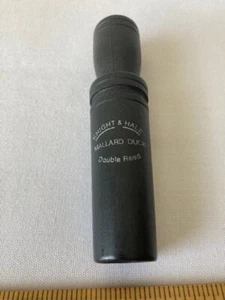 KNIGHT & HALE
MALLARD DUCK
Double Reed